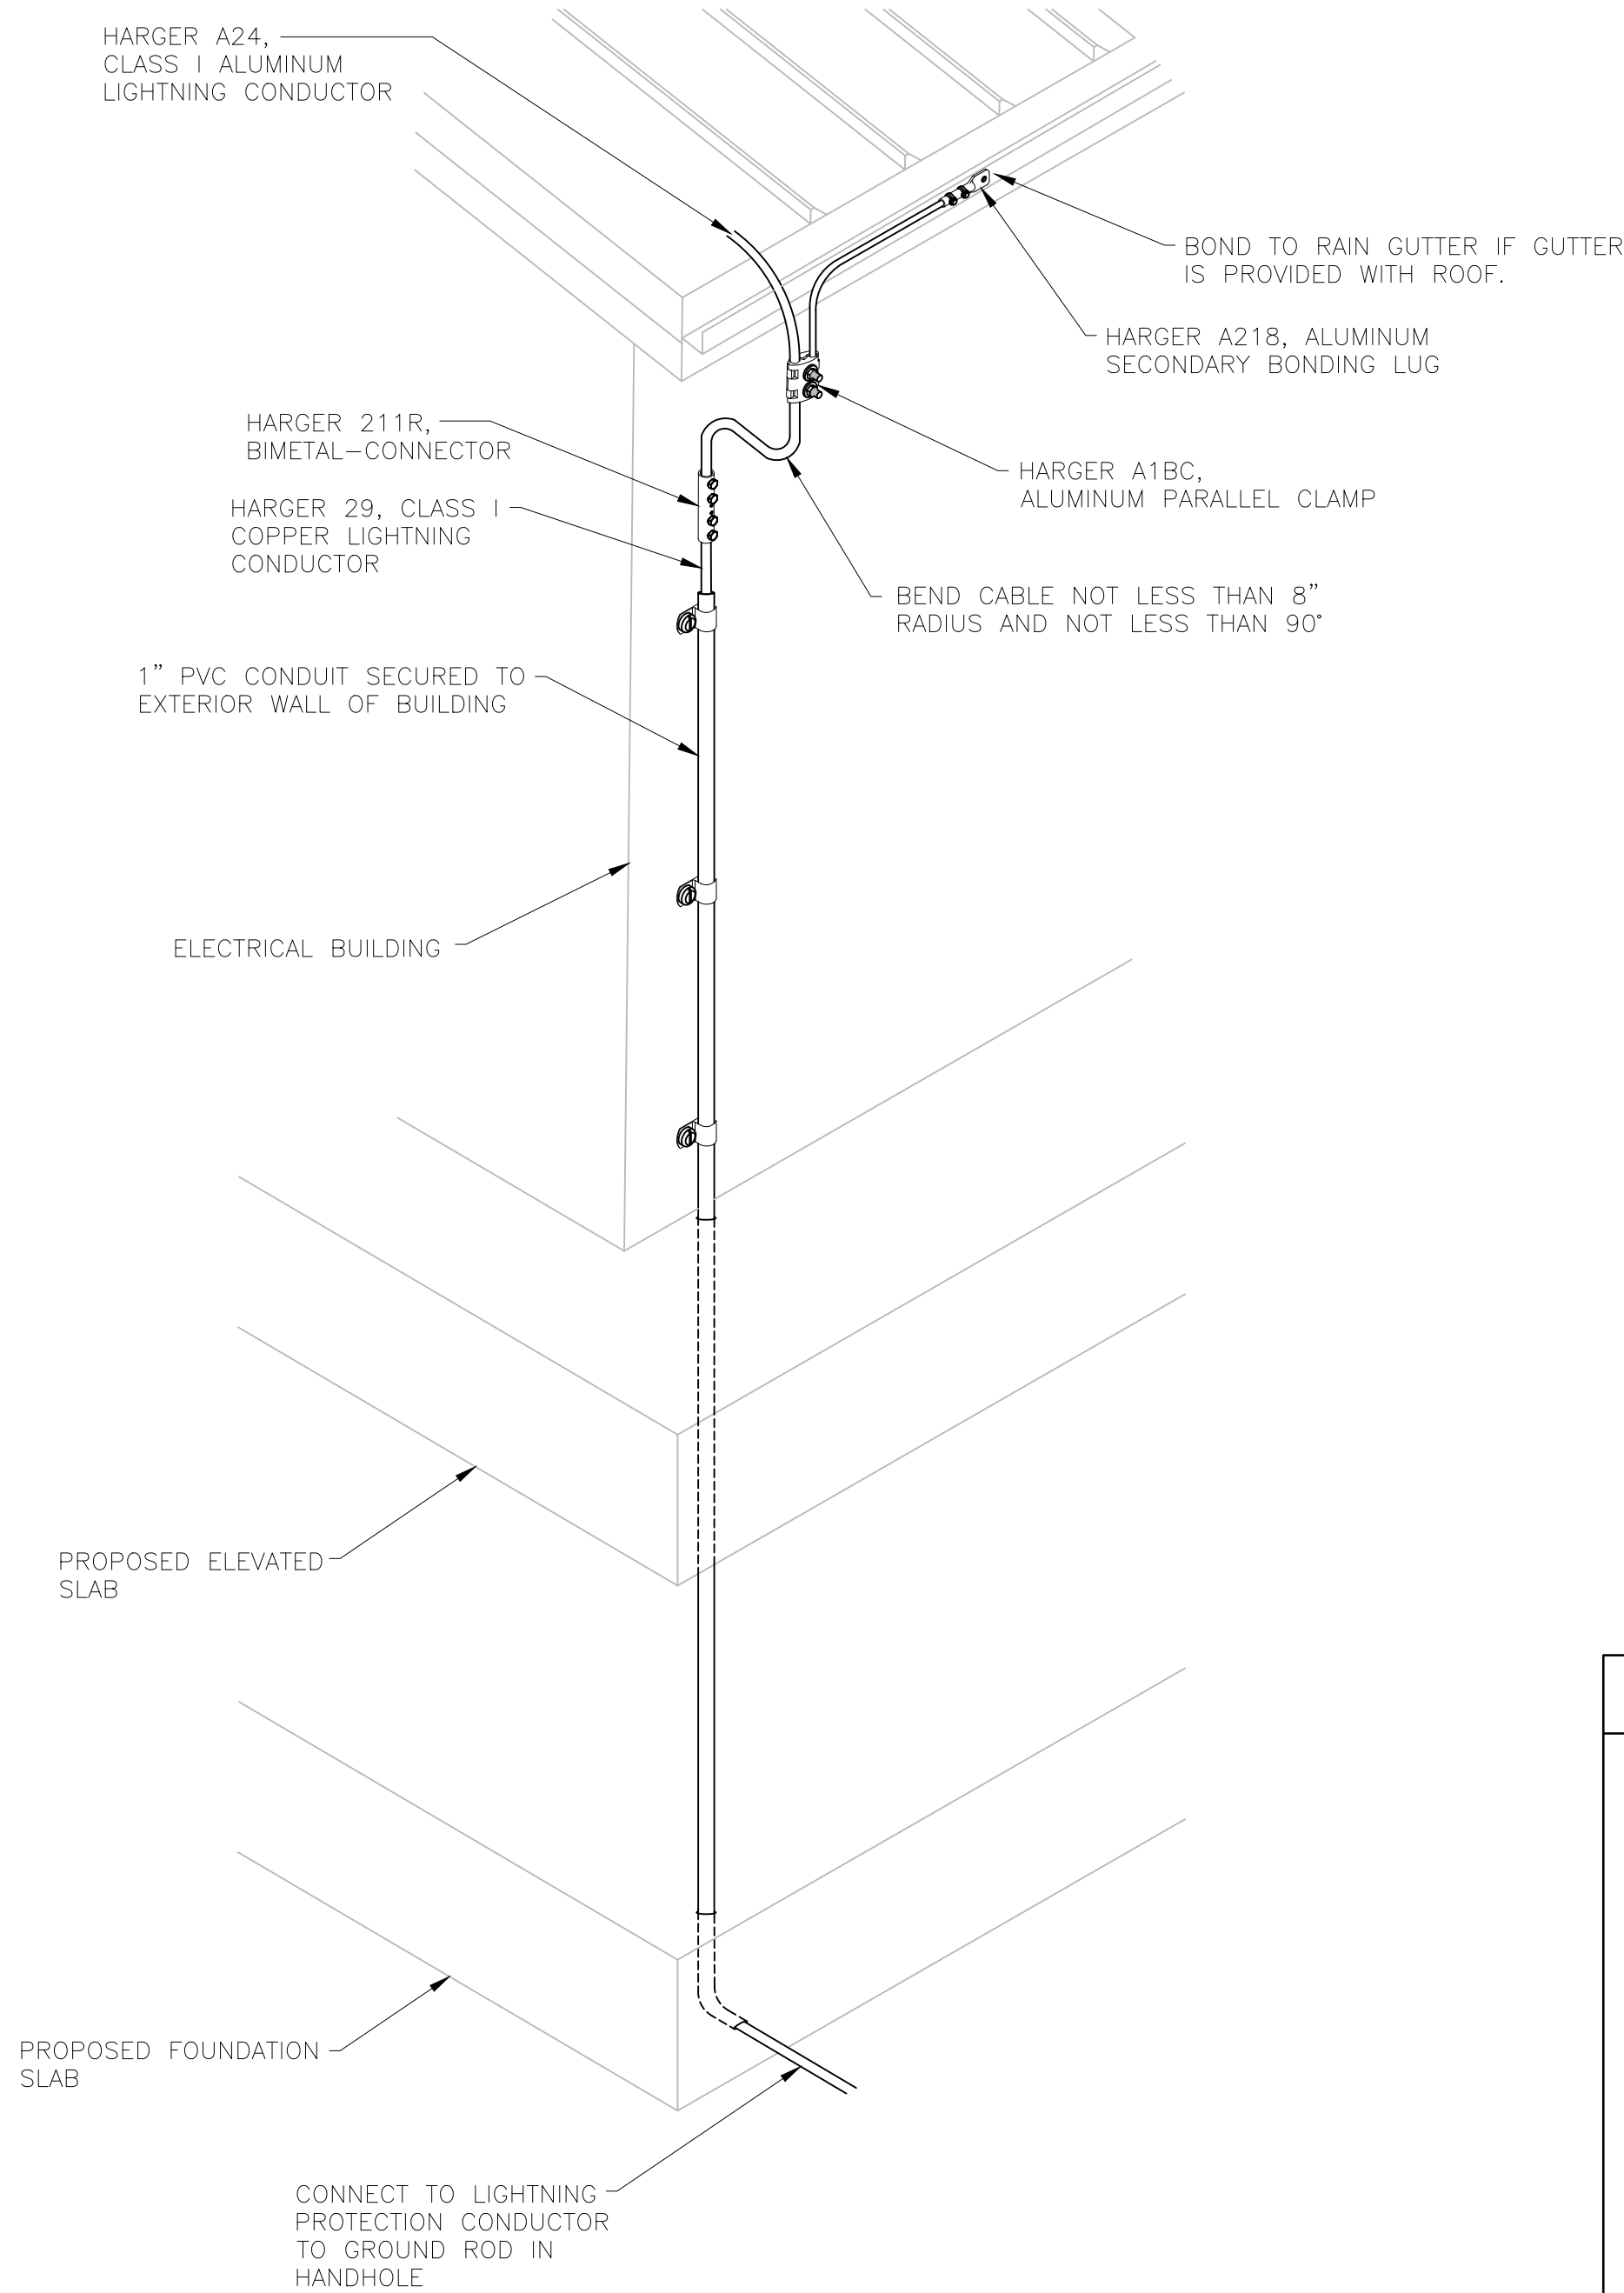 HARGER A24,
CLASS I ALUMINUM
LIGHTNING CONDUCTOR
BOND TO RAIN GUTTER IF GUTTER
IS PROVIDED WITH ROOF.
HARGER A218, ALUMINUM
SECONDARY BONDING LUG
HARGER 211R,
BIMETAL-CONNECTOR
HARGER A1BC,
ALUMINUM PARALLEL CLAMP
HARGER 29, CLASS I
COPPER LIGHTNING
CONDUCTOR
BEND CABLE NOT LESS THAN 8"
RADIUS AND NOT LESS THAN 90°
1" PVC CONDUIT SECURED TO
EXTERIOR WALL OF BUILDING
ELECTRICAL BUILDING
PROPOSED ELEVATED
SLAB
PROPOSED FOUNDATION
SLAB
CONNECT TO LIGHTNING
PROTECTION CONDUCTOR
TO GROUND ROD IN
HANDHOLE